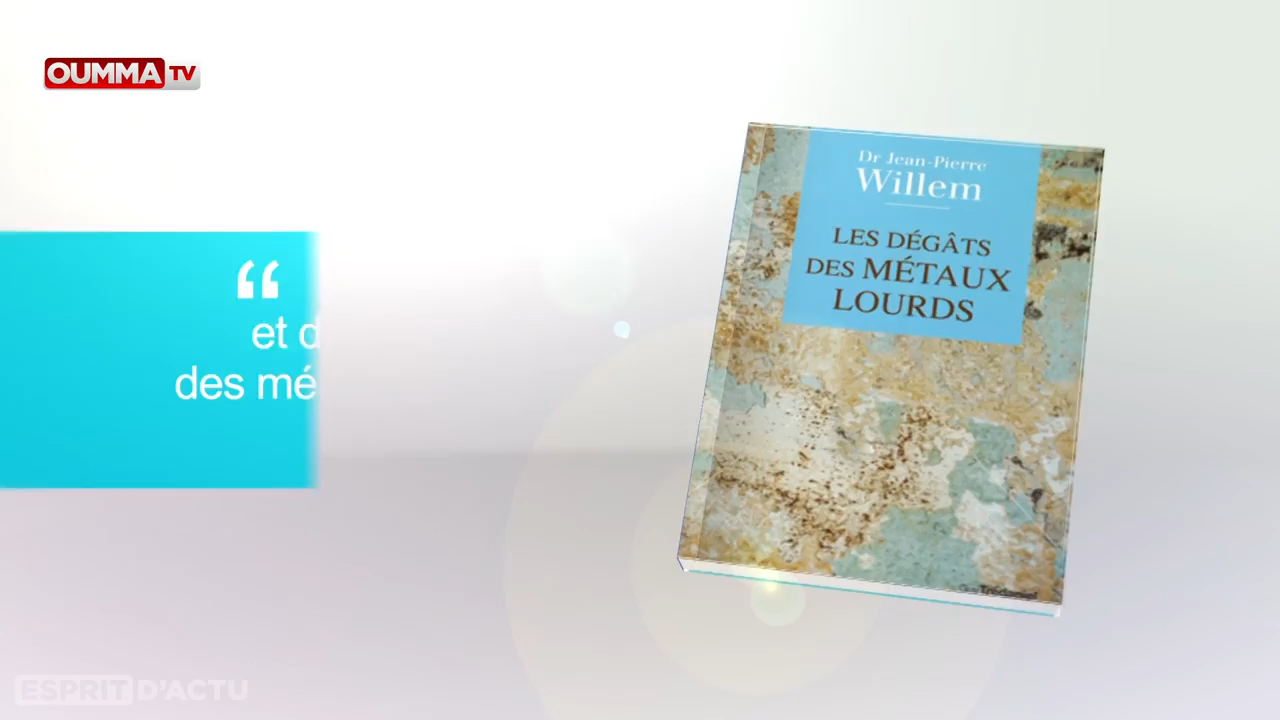 OUMMA TV
Dr Jean-Pierre
Willem
LES DÉGÂTS
DES MÉTAUX
LOURDS
“
et d
des mé
ESPRIT D'ACTU